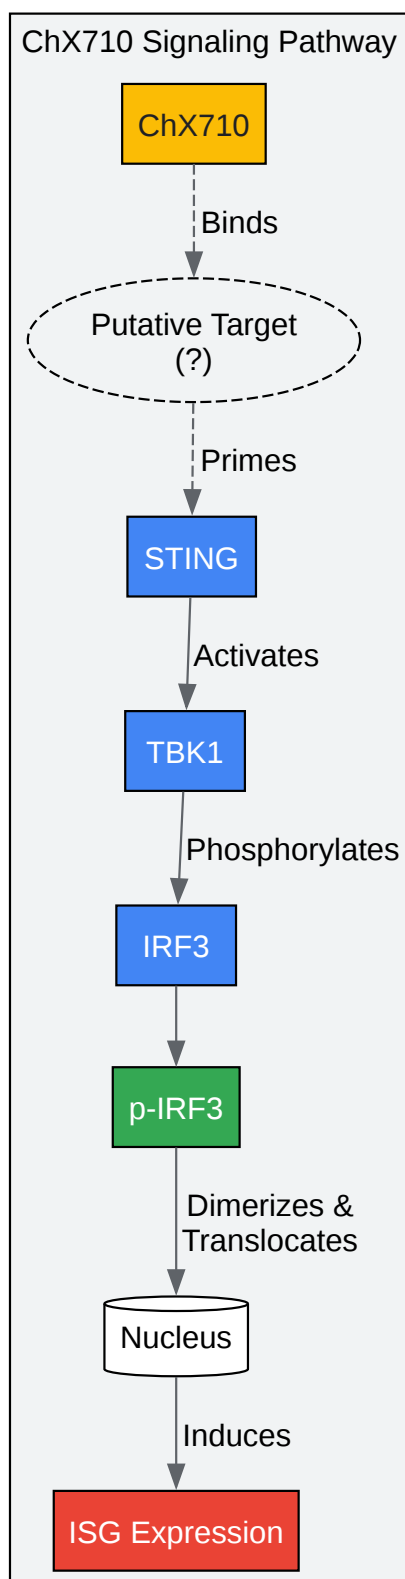 ChX710 Signaling Pathway
ChX710
Binds
Putative Target
(?)
Primes
STING
Activates
TBK1
Phosphorylates
IRF3
p-IRF3
Dimerizes &
Translocates
Nucleus
Induces
ISG Expression